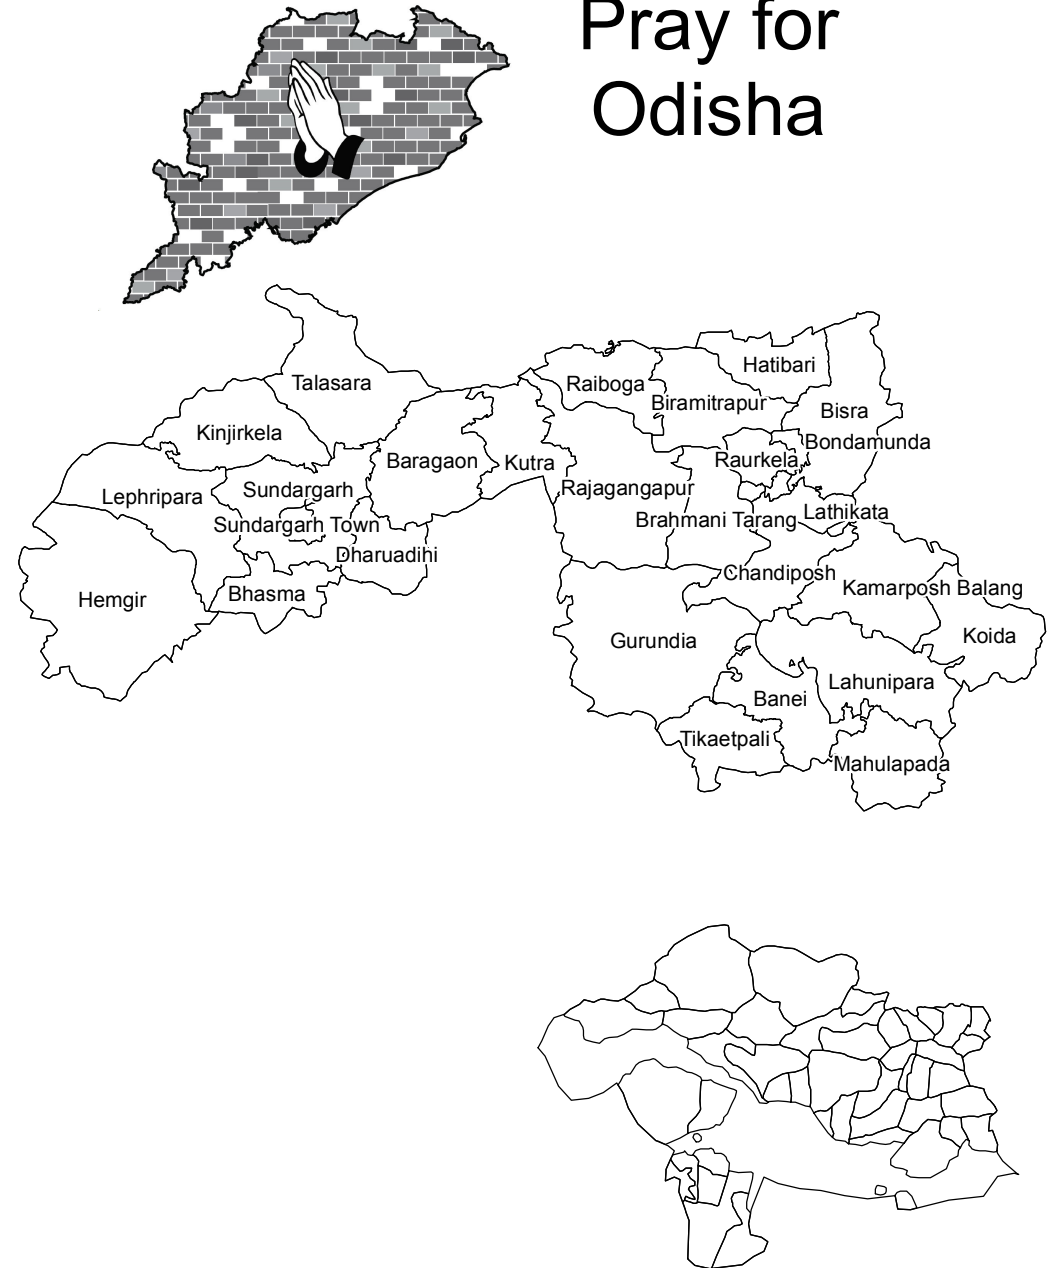 Pray for
Odisha
Hatibari
Talasara
Raiboga
Biramitrapur
Bisra
Kinjirkela
Bondamunda
Baragaon
Kutra
Raurkela
Lephripara
Sundargarh
Rajagangapur
Sundargarh Town
Brahmani Tarang
Lathikata
Dharuadihi
Chandiposh
Kamarposh Balang
Hemgir
Bhasma
Gurundia
Koida
Lahunipara
Banei
Tikaetpali
Mahulapada